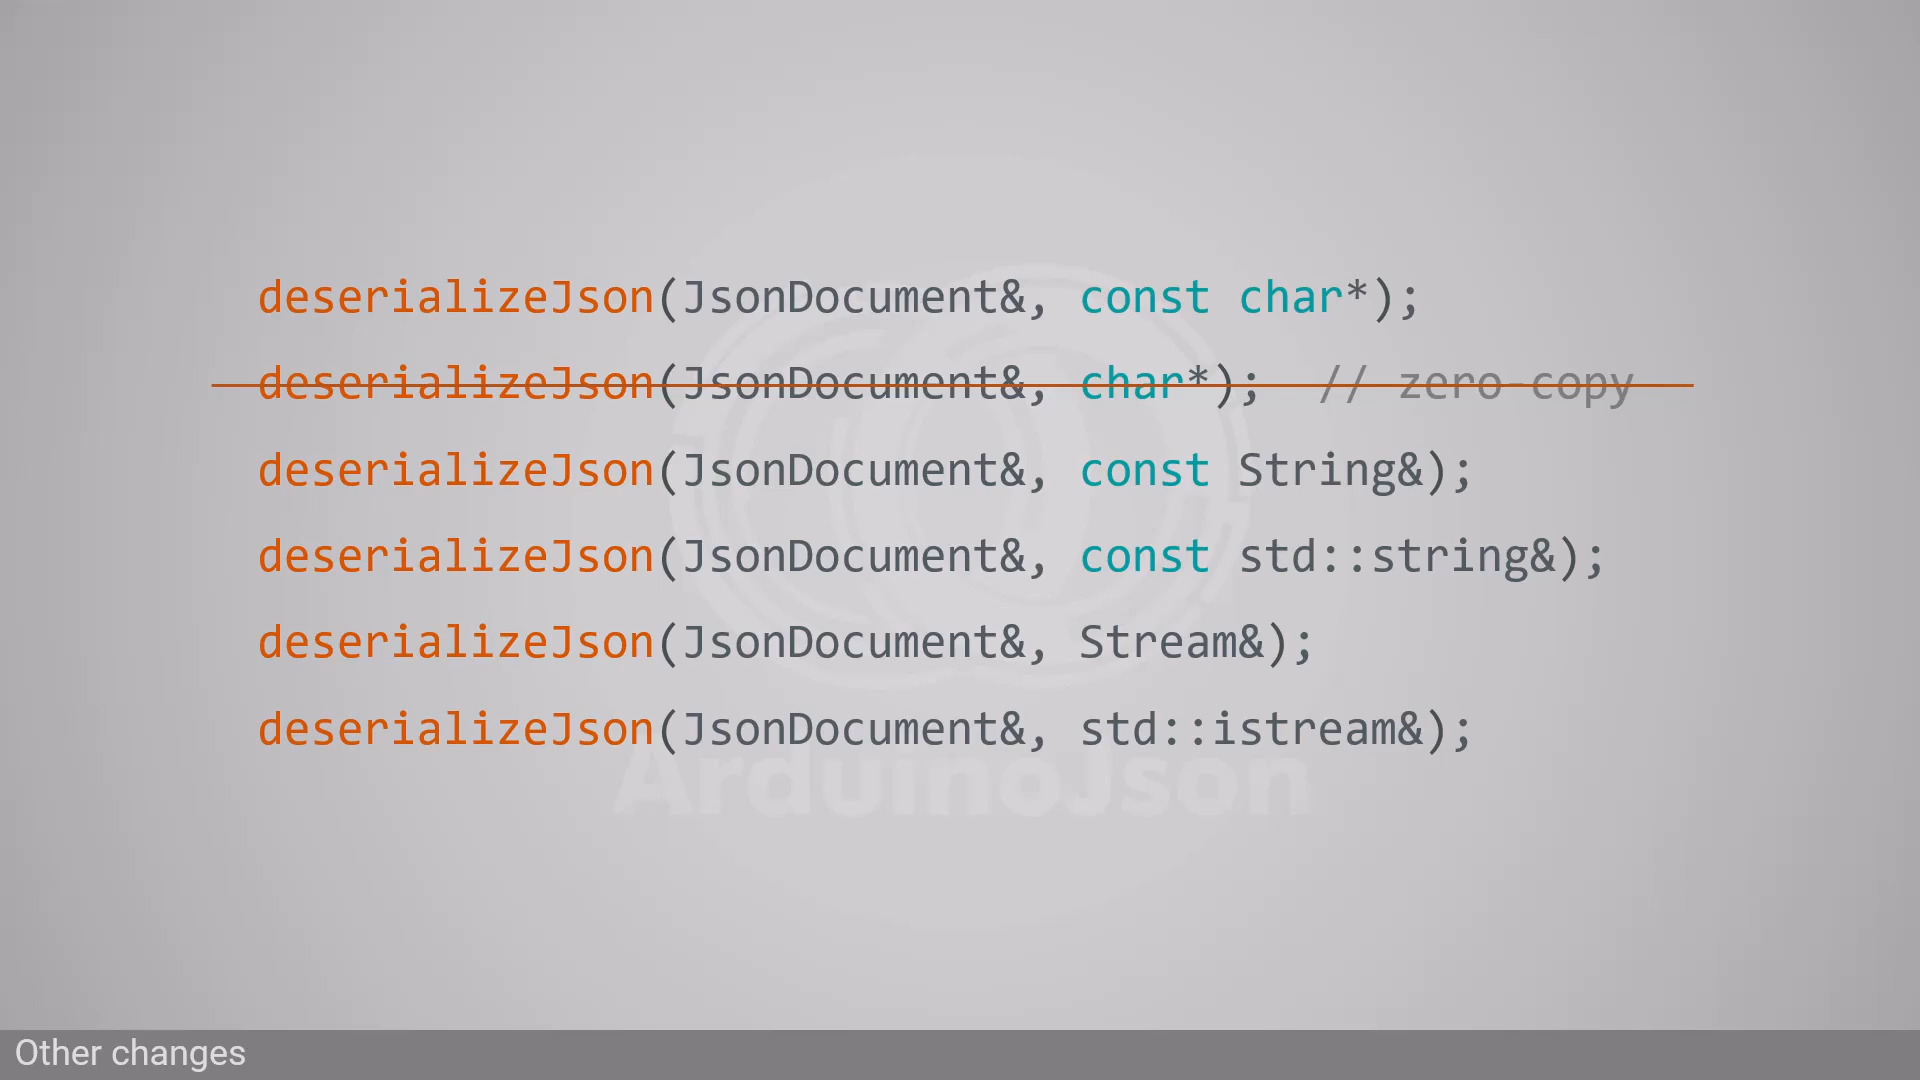 deserializeJson(JsonDocument&, const char*);
deserializeJson(JsonDocument&, char*);  // zero-copy
deserializeJson(JsonDocument&, const String&);
deserializeJson(JsonDocument&, const std::string&);
deserializeJson(JsonDocument&, Stream&);
deserializeJson(JsonDocument&, std::istream&);
ArduinoJson
Other changes